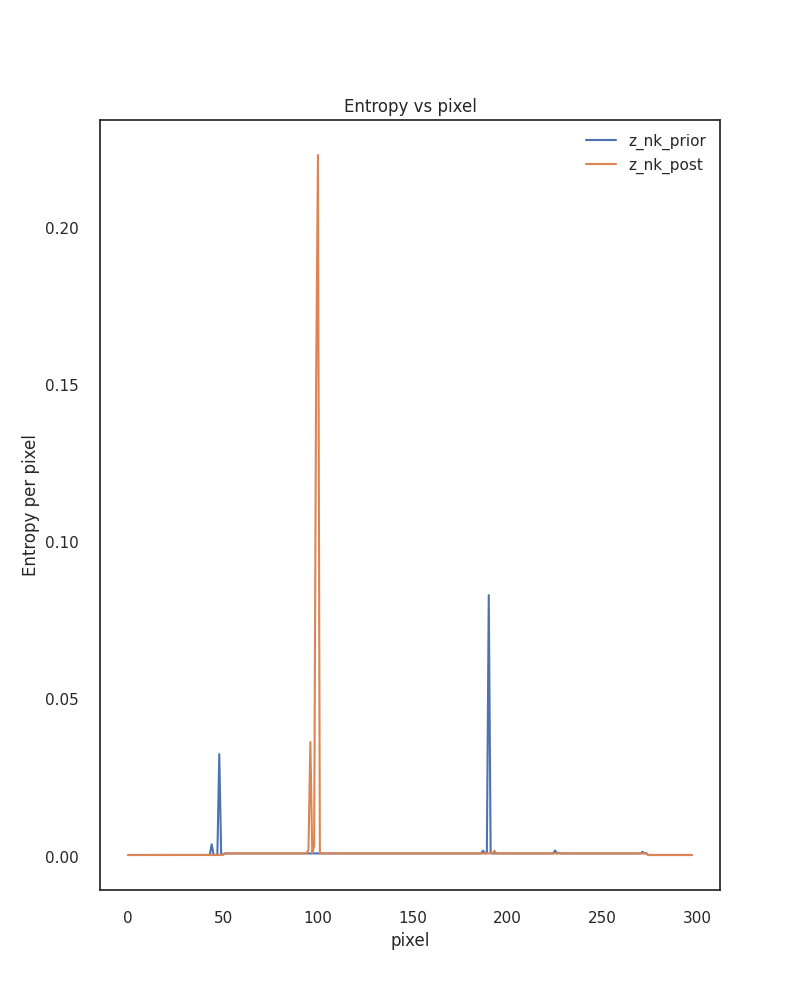 Entropy vs pixel
z_nk_prior
z_nk_post
Entropy per pixel
0.20
0.15
0.10
0.05
0.00
0 50 100 150 200 250 300
pixel